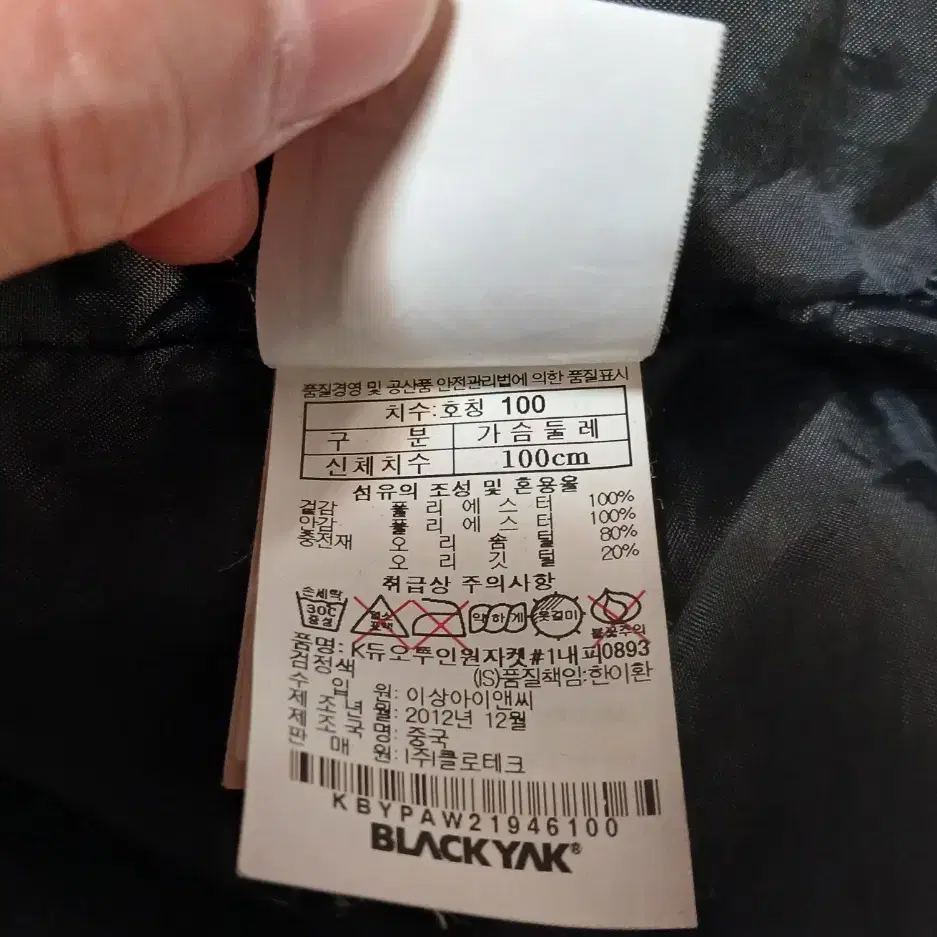 품질경영 및 공산품 안전관리법에 의한 품질표시
치수:호칭 100
구 분 가슴둘레
신체치수 100cm
섬유의 조성 및 혼용율
겉감 폴리에스터 100%
안감 폴리에스터 100%
충전재 오리솜털 80%
오리깃털 20%
취급상 주의사항
손세탁 30C 중성 염소표백 약하게 옷걸이 불꽃주의
품명: K듀오투인원자켓#1내피0893
검정색 (IS)품질책임:한이환
수 입 원: 이상아이앤씨
제조년월: 2012년 12월
제조국명: 중국
판 매 원: (주)클로테크
KBYPAW21946100
BLACKYAK®